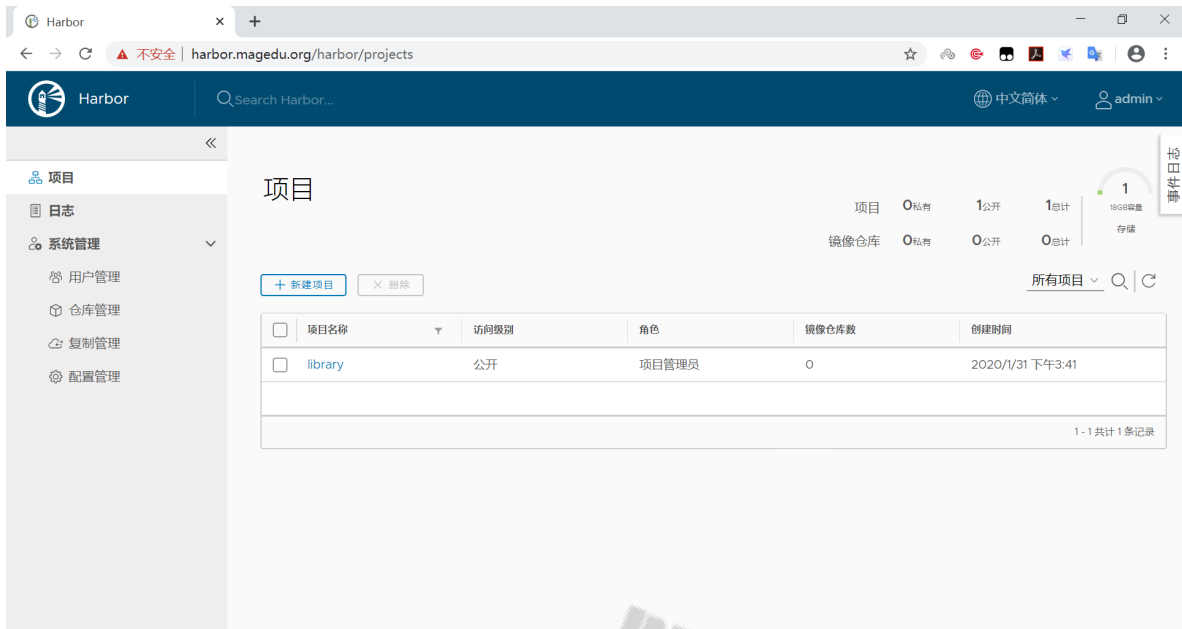 Harbor
不安全 harbor.magedu.org/harbor/projects
Harbor Search Harbor... 中文简体 admin
事件日志
项目
日志
系统管理
用户管理
仓库管理
复制管理
配置管理
项目
项目 0私有 1公开 1总计
镜像仓库 0私有 0公开 0总计
1
18GB容量
存储
新建项目 删除 所有项目
项目名称 访问级别 角色 镜像仓库数 创建时间
library 公开 项目管理员 0 2020/1/31 下午3:41
1 - 1 共计 1 条记录